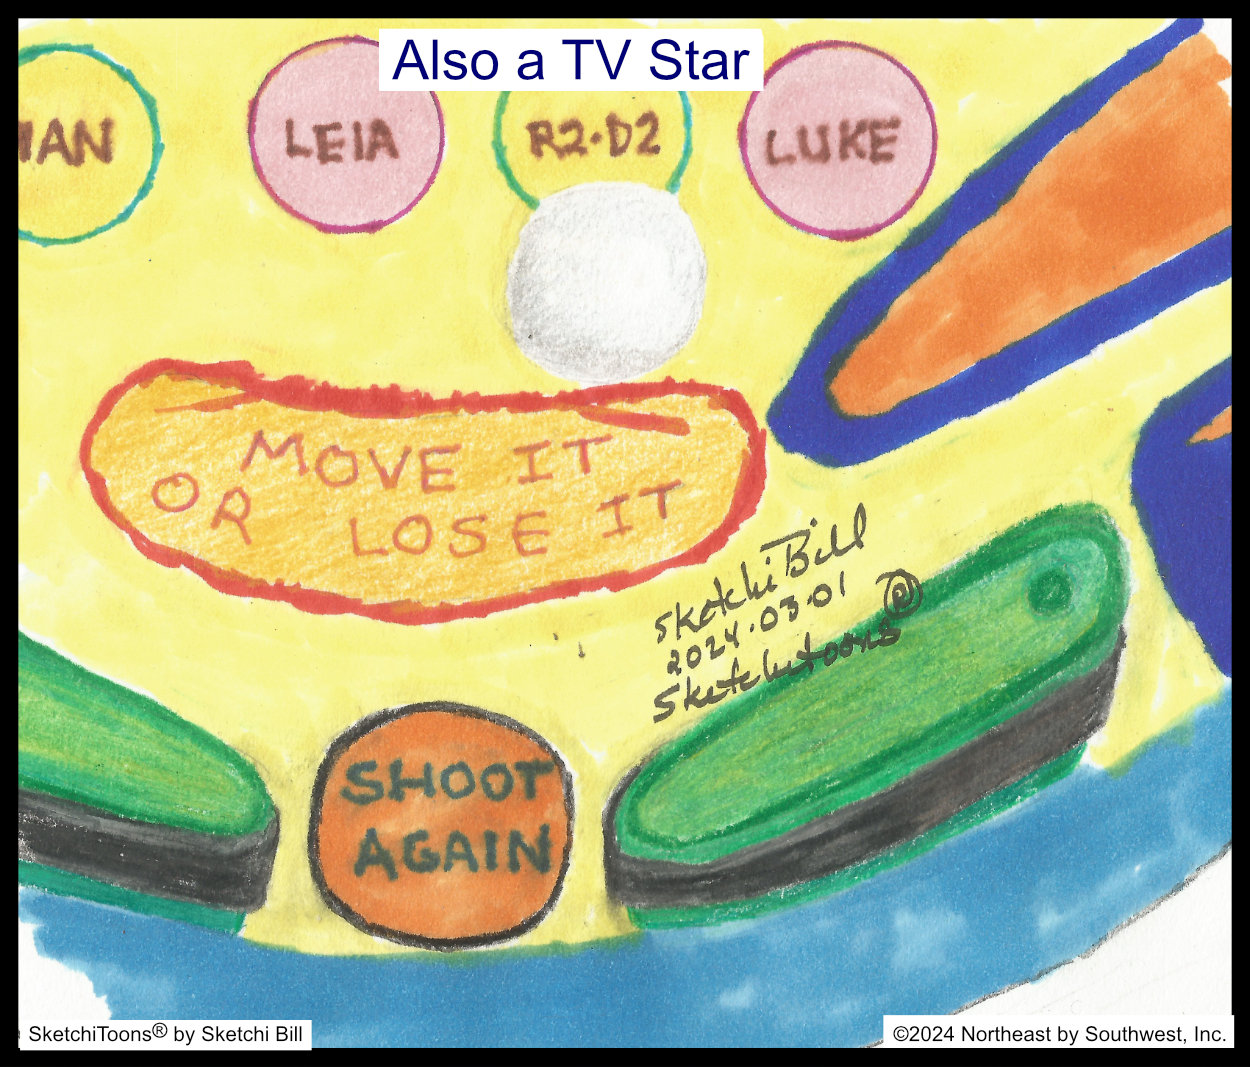 Also a TV Star
LEIA
R2·D2
LUKE
MOVE IT
OR LOSE IT
SketchiBill
2024.03.01
Sketchitoons
SHOOT
AGAIN
SketchiToons® by Sketchi Bill
©2024 Northeast by Southwest, Inc.